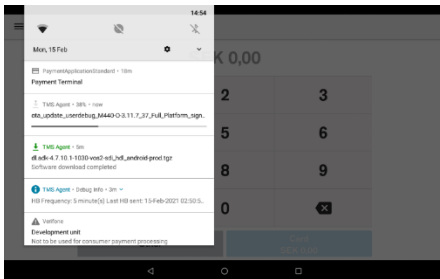 14:54
Mon, 15 Feb
PaymentApplicationStandard • 18m
Payment Terminal
TMS Agent • 38% • now
ota_update_userdebug_M440-O-3.11.7_37_Full_Platform_sign..
TMS Agent • 5m
dl.adk-4.7.10.1-1030-vos2-sdi_hdl_android-prod.tgz
Software download completed
TMS Agent • Debug info • 3m
HB Frequency: 5 minute(s) Last HB sent: 15-Feb-2021 02:50:5..
Verifone
Development unit
Not to be used for consumer payment processing
K 0,00
2 3
5 6
8 9
0